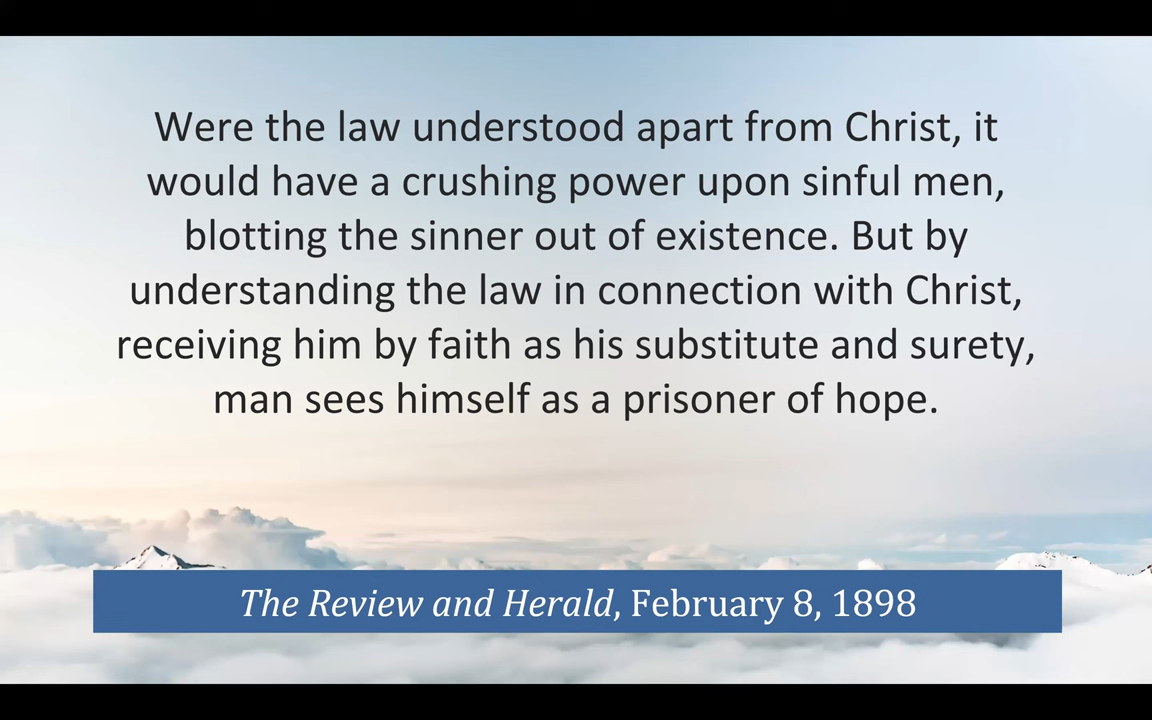 Were the law understood apart from Christ, it
would have a crushing power upon sinful men,
blotting the sinner out of existence. But by
understanding the law in connection with Christ,
receiving him by faith as his substitute and surety,
man sees himself as a prisoner of hope.
The Review and Herald, February 8, 1898